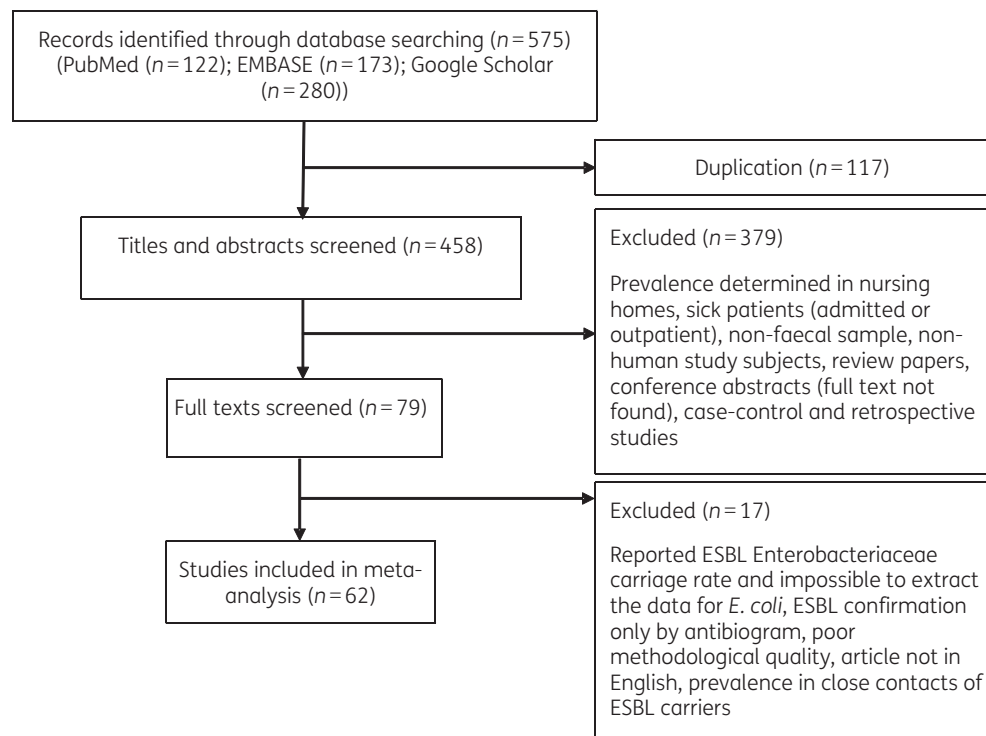 Records identified through database searching (n=575)
(PubMed (n=122); EMBASE (n=173); Google Scholar
(n=280))
Duplication (n=117)
Titles and abstracts screened (n=458)
Excluded (n=379)
Prevalence determined in nursing
homes, sick patients (admitted or
outpatient), non-faecal sample, non-
human study subjects, review papers,
conference abstracts (full text not
found), case-control and retrospective
studies
Full texts screened (n=79)
Excluded (n=17)
Reported ESBL Enterobacteriaceae
carriage rate and impossible to extract
the data for E. coli, ESBL confirmation
only by antibiogram, poor
methodological quality, article not in
English, prevalence in close contacts of
ESBL carriers
Studies included in meta-
analysis (n=62)